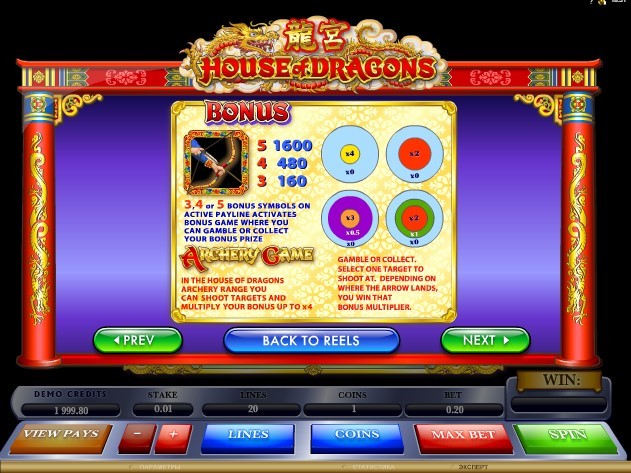 龍宮
HOUSE OF DRAGONS
BONUS
5 1600
4 480
3 160
x4
x0
x2
x0
x3
x0.5
x0
x2
x1
x0
3,4 or 5 BONUS SYMBOLS ON
ACTIVE PAYLINE ACTIVATES
BONUS GAME WHERE YOU
CAN GAMBLE OR COLLECT
YOUR BONUS PRIZE
ARCHERY GAME
IN THE HOUSE OF DRAGONS
ARCHERY RANGE YOU
CAN SHOOT TARGETS AND
MULTIPLY YOUR BONUS UP TO x4
GAMBLE OR COLLECT.
SELECT ONE TARGET TO
SHOOT AT. DEPENDING ON
WHERE THE ARROW LANDS,
YOU WIN THAT
BONUS MULTIPLIER.
PREV
BACK TO REELS
NEXT
DEMO CREDITS
1 999.80
STAKE
0.01
LINES
20
COINS
1
BET
0.20
WIN:
VIEW PAYS
- +
LINES
COINS
MAX BET
SPIN
ПАРАМЕТРЫ
СТАТИСТИКА
ЭКСПЕРТ